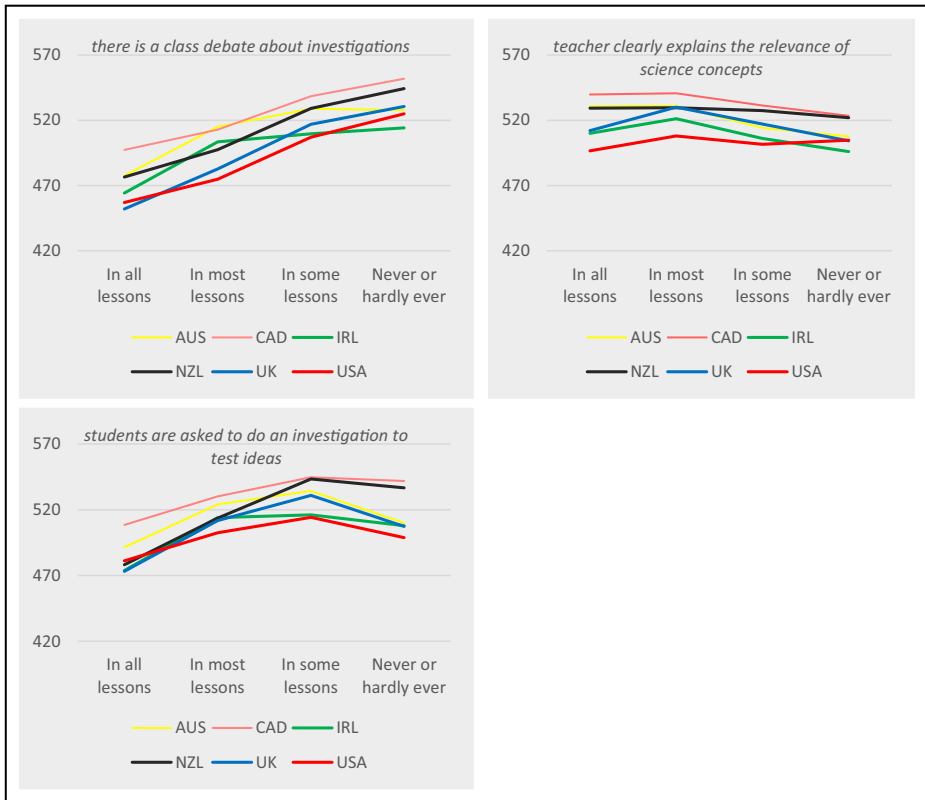 there is a class debate about investigations
570
520
470
420
In all lessons
In most lessons
In some lessons
Never or hardly ever
AUS CAD IRL
NZL UK USA
teacher clearly explains the relevance of
science concepts
570
520
470
420
In all lessons
In most lessons
In some lessons
Never or hardly ever
AUS CAD IRL
NZL UK USA
students are asked to do an investigation to
test ideas
570
520
470
420
In all lessons
In most lessons
In some lessons
Never or hardly ever
AUS CAD IRL
NZL UK USA